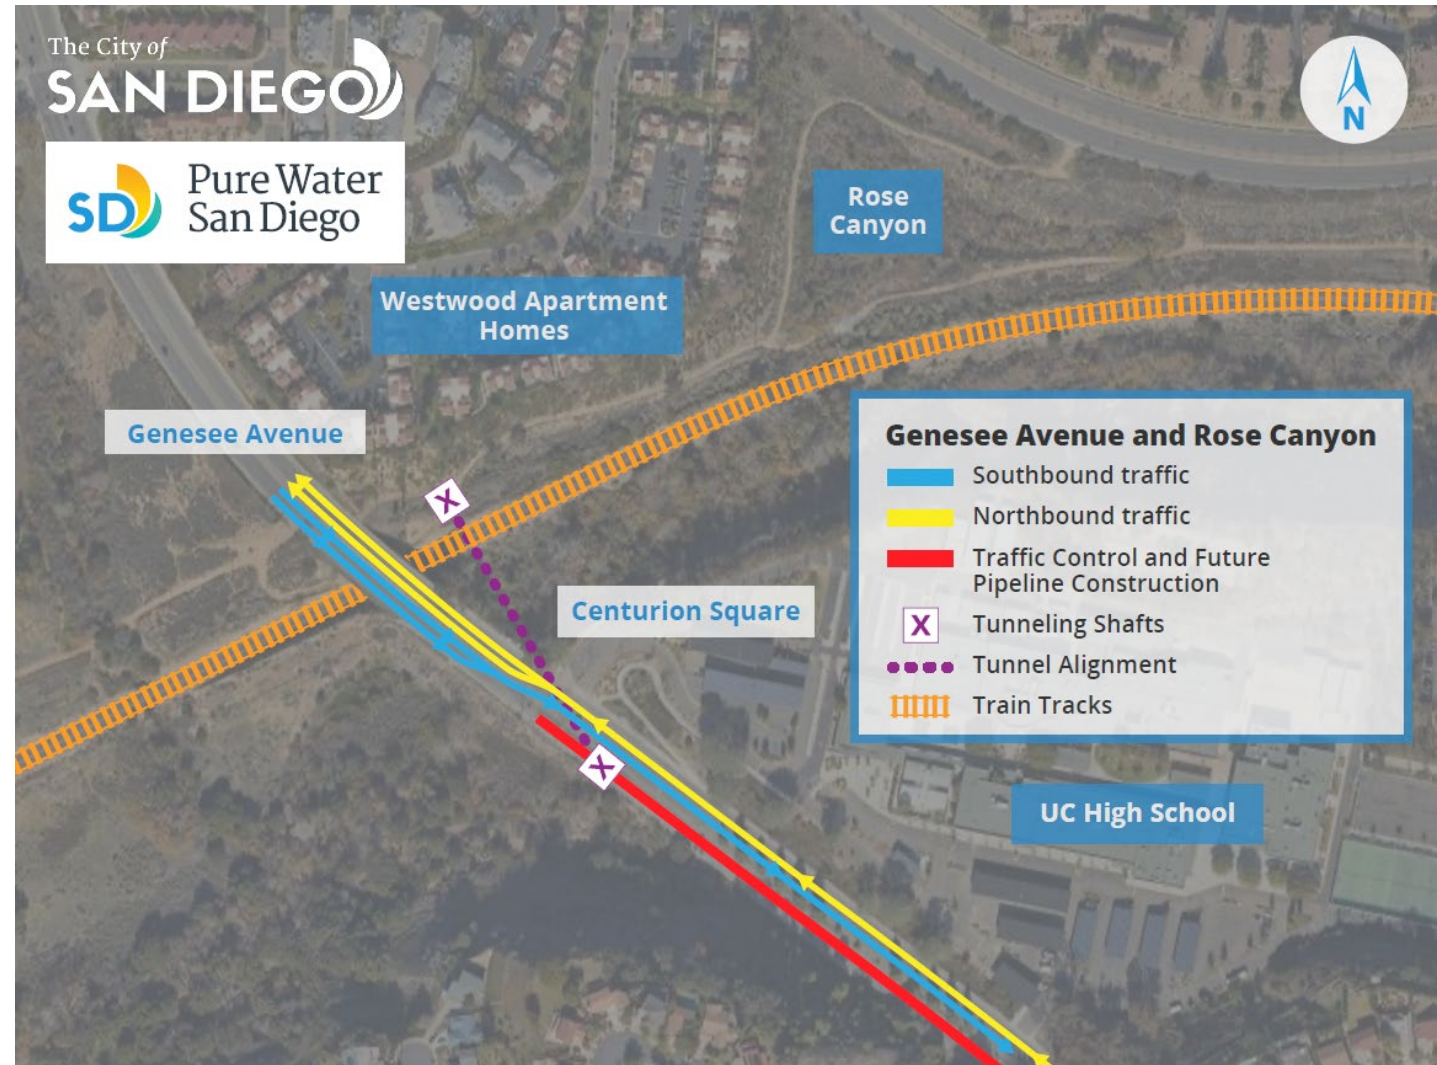 The City of
SAN DIEGO
SD
Pure Water
San Diego
N
Rose
Canyon
Westwood Apartment
Homes
Genesee Avenue
X
Centurion Square
X
Genesee Avenue and Rose Canyon
Southbound traffic
Northbound traffic
Traffic Control and Future
Pipeline Construction
X Tunneling Shafts
Tunnel Alignment
Train Tracks
UC High School